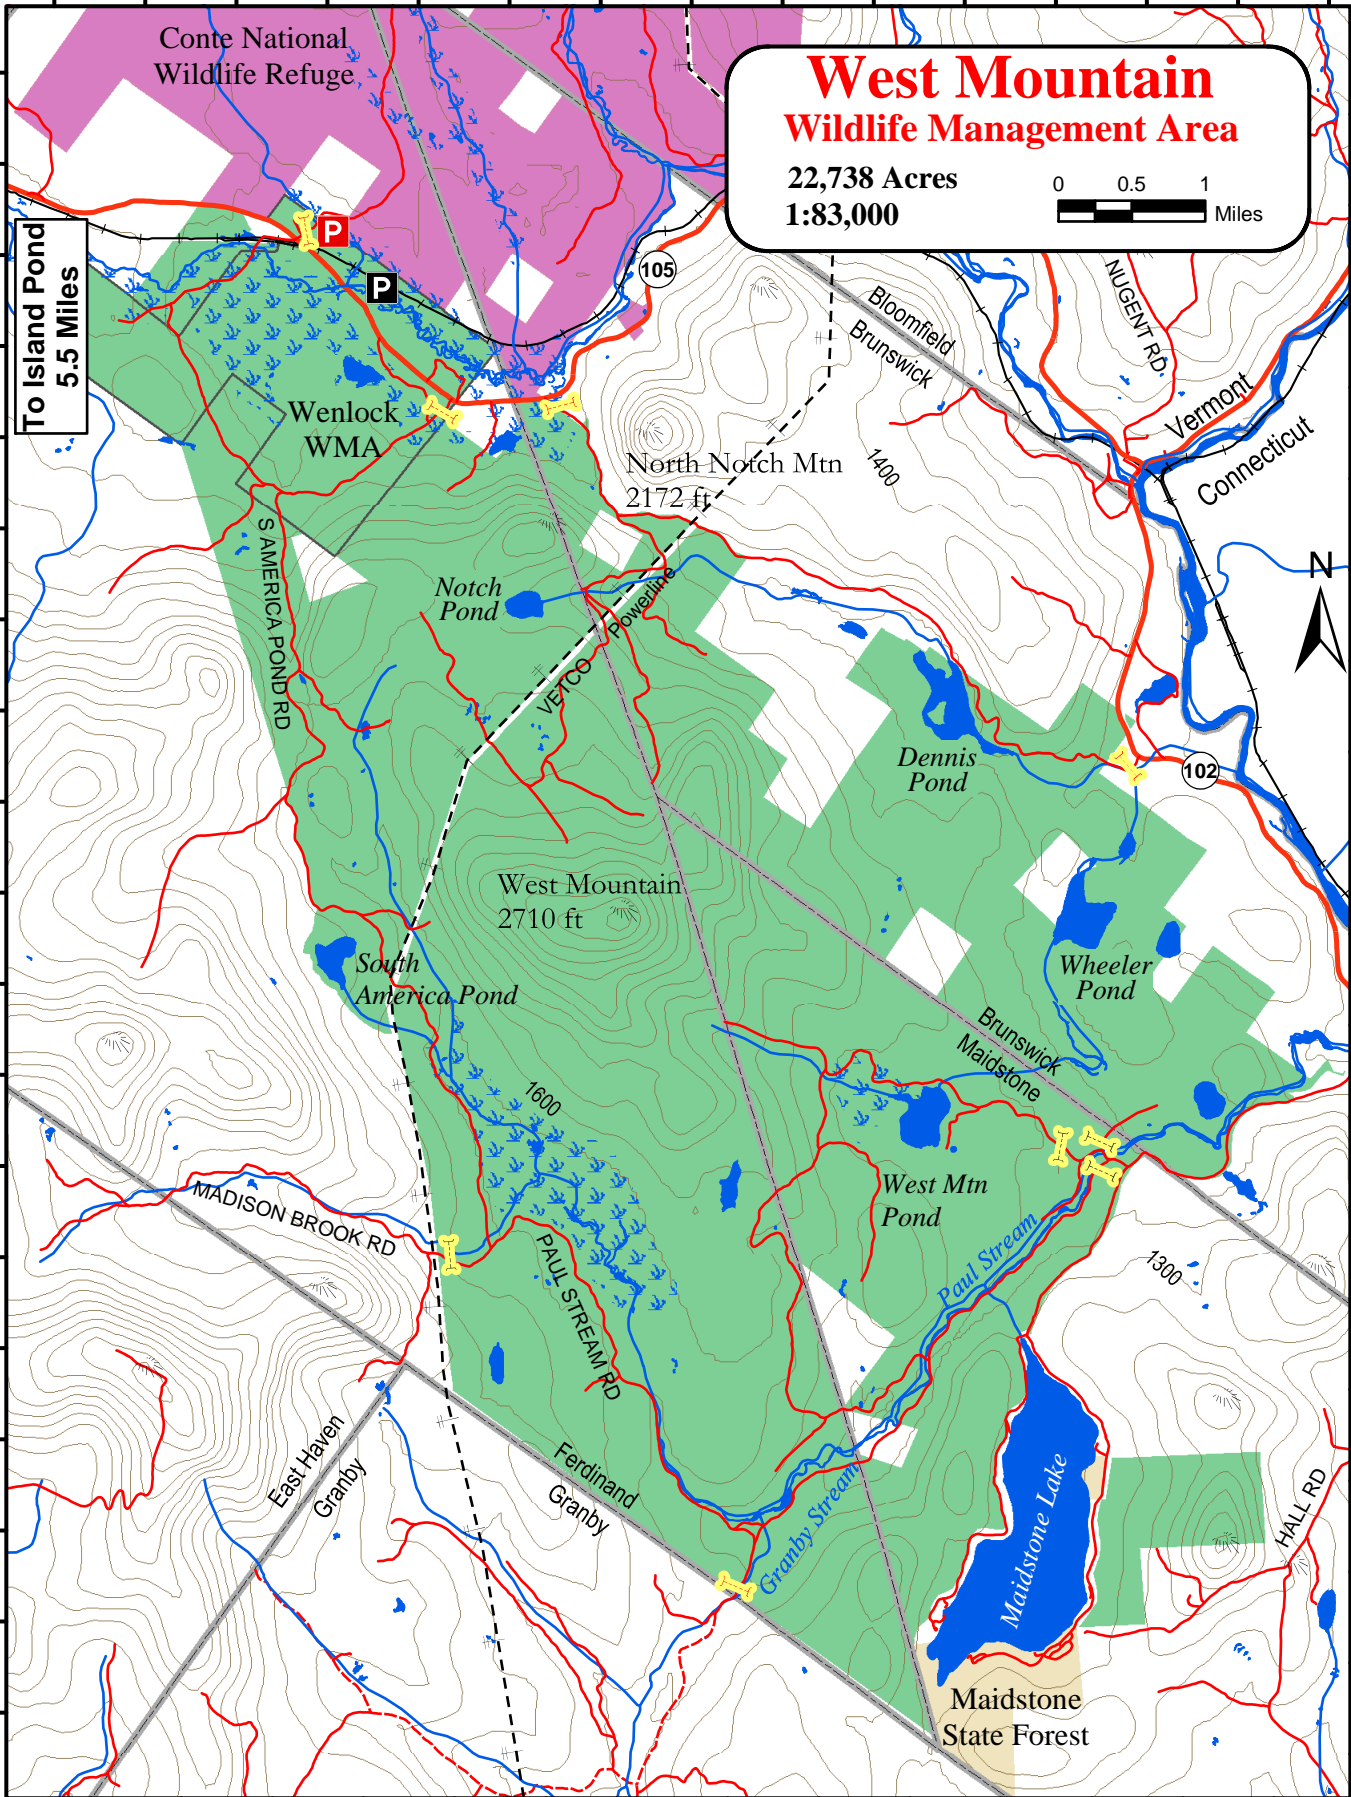 Conte National
Wildlife Refuge
West Mountain
Wildlife Management Area
22,738 Acres
1:83,000
0 0.5 1
Miles
To Island Pond
5.5 Miles
P
P
105
Bloomfield
Brunswick
NUGENT RD
Vermont
Connecticut
Wenlock
WMA
North Notch Mtn
2172 ft
1400
N
S AMERICA POND RD
Notch
Pond
Powerline
VETCO
Dennis
Pond
102
West Mountain
2710 ft
South
America Pond
Wheeler
Pond
Brunswick
Maidstone
1600
MADISON BROOK RD
West Mtn
Pond
Paul Stream
1300
PAUL STREAM RD
East Haven
Granby
Ferdinand
Granby
Granby Stream
Maidstone Lake
HALL RD
Maidstone
State Forest